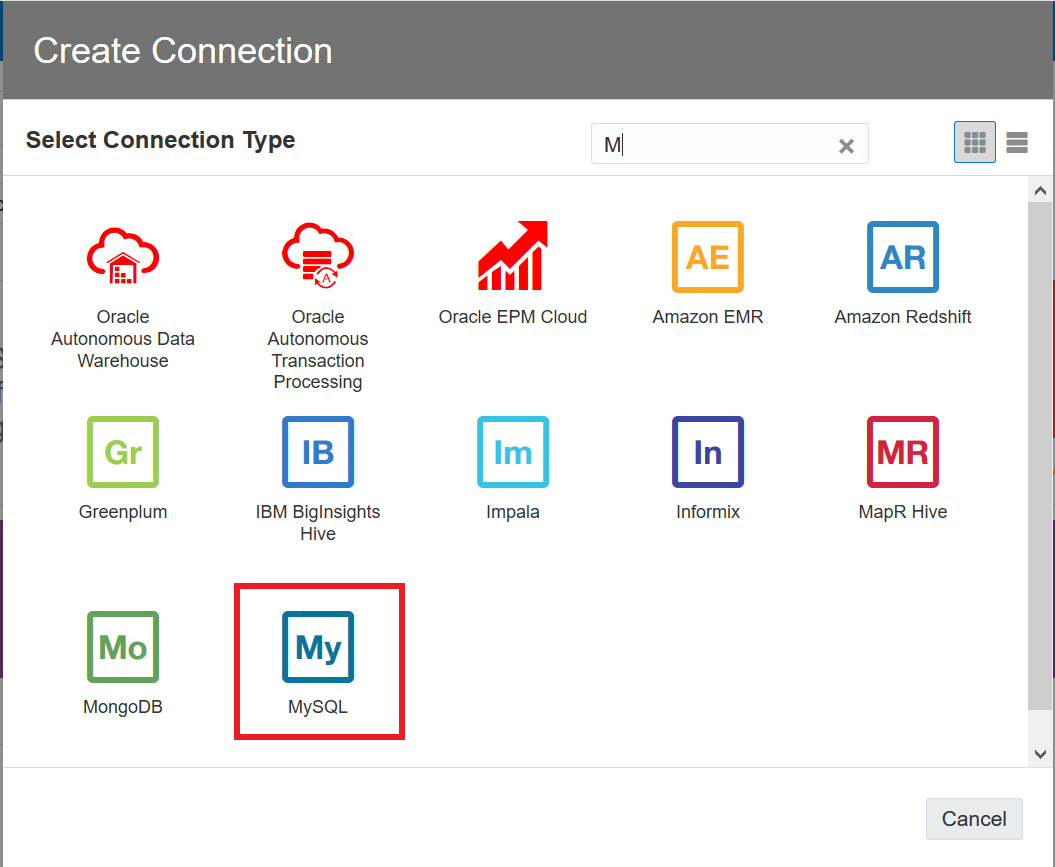 Create Connection
Select Connection Type
M
Oracle
Autonomous Data
Warehouse
A
Oracle
Autonomous
Transaction
Processing
Oracle EPM Cloud
AE
Amazon EMR
AR
Amazon Redshift
Gr
Greenplum
IB
IBM BigInsights
Hive
Im
Impala
In
Informix
MR
MapR Hive
Mo
MongoDB
My
MySQL
Cancel